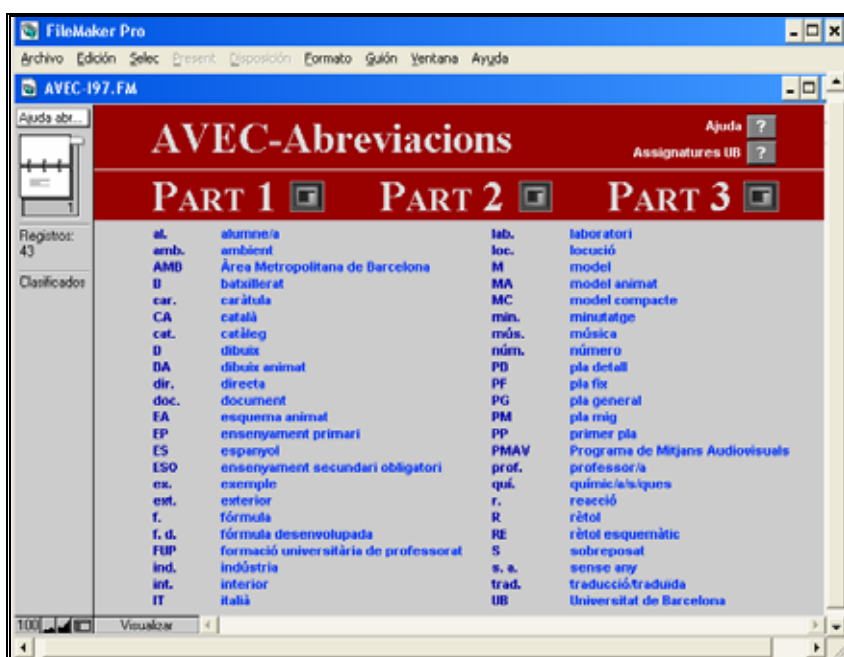 FileMaker Pro
Archivo Edición Selec Present Disposición Formato Guión Ventana Ayuda
AVEC-I97.FM
Ajuda abr...
AVEC-Abreviacions
Ajuda ?
Assignatures UB ?
PART 1 PART 2 PART 3
1
Registros:
43
Clasificados
al. alumne/a
amb. ambient
AMB Àrea Metropolitana de Barcelona
B batxillerat
car. caràtula
CA català
cat. catàleg
D dibuix
DA dibuix animat
dir. directa
doc. document
EA esquema animat
EP ensenyament primari
ES espanyol
ESO ensenyament secundari obligatori
ex. exemple
ext. exterior
f. fórmula
f. d. fórmula desenvolupada
FUP formació universitària de professorat
ind. indústria
int. interior
IT italià
lab. laboratori
loc. locució
M model
MA model animat
MC model compacte
min. minutatge
mús. música
núm. número
PD pla detall
PF pla fix
PG pla general
PM pla mig
PP primer pla
PMAV Programa de Mitjans Audiovisuals
prof. professor/a
quí. químic/a/s/ques
r. reacció
R rètol
RE rètol esquemàtic
S sobreposat
s. a. sense any
trad. traducció/traduïda
UB Universitat de Barcelona
100 Visualizar